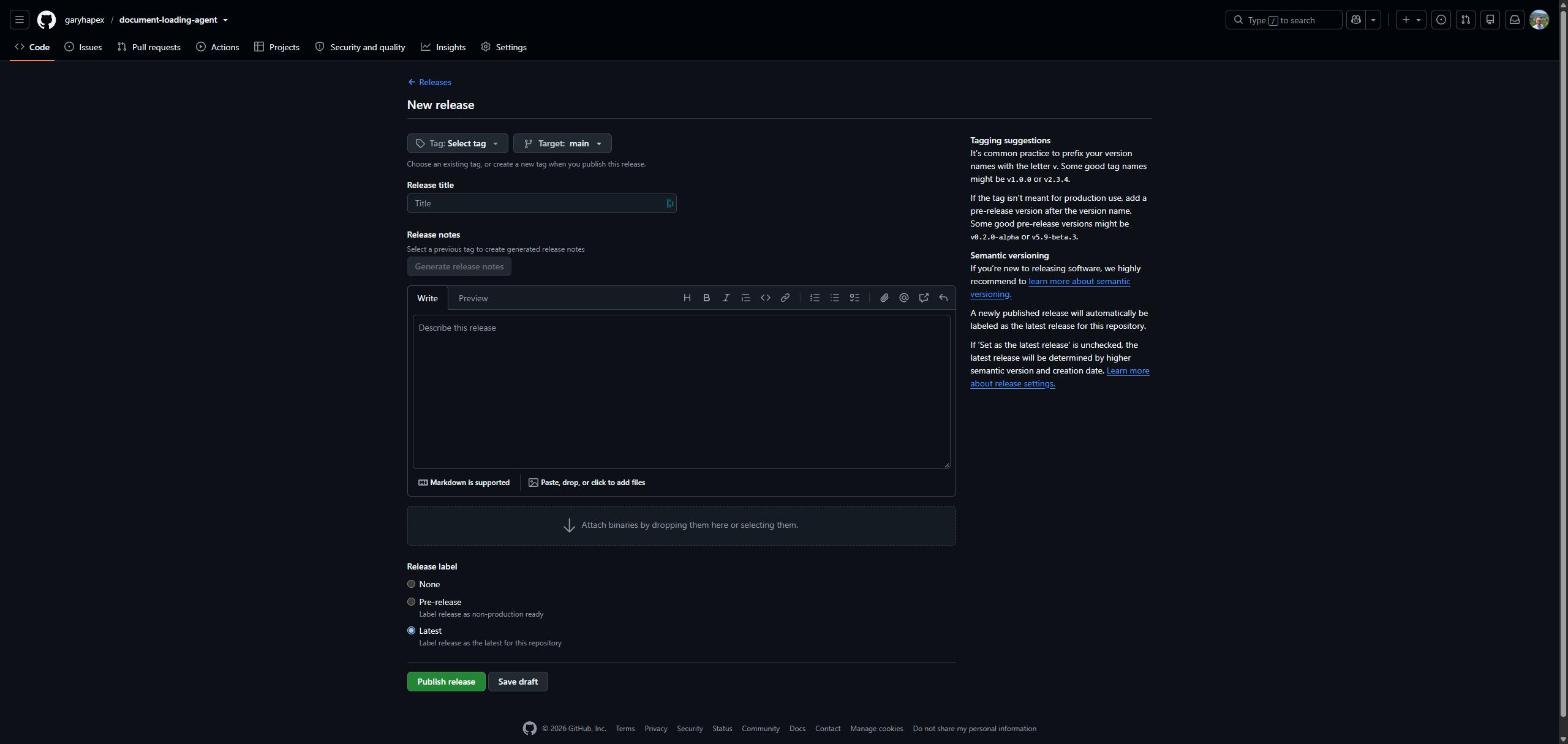 garyhapex / document-loading-agent
Type / to search
Code
Issues
Pull requests
Actions
Projects
Security and quality
Insights
Settings
Releases
New release
Tag: Select tag
Target: main
Choose an existing tag, or create a new tag when you publish this release.
Release title
Title
Release notes
Select a previous tag to create generated release notes
Generate release notes
Write
Preview
Describe this release
Markdown is supported
Paste, drop, or click to add files
Attach binaries by dropping them here or selecting them.
Release label
None
Pre-release
Label release as non-production ready
Latest
Label release as the latest for this repository
Publish release
Save draft
Tagging suggestions
It's common practice to prefix your version
names with the letter v. Some good tag names
might be v1.0.0 or v2.3.4.
If the tag isn't meant for production use, add a
pre-release version after the version name.
Some good pre-release versions might be
v0.2.0-alpha or v5.9-beta.3.
Semantic versioning
If you're new to releasing software, we highly
recommend to learn more about semantic
versioning.
A newly published release will automatically be
labeled as the latest release for this repository.
If 'Set as the latest release' is unchecked, the
latest release will be determined by higher
semantic version and creation date. Learn more
about release settings.
© 2026 GitHub, Inc.
Terms
Privacy
Security
Status
Community
Docs
Contact
Manage cookies
Do not share my personal information